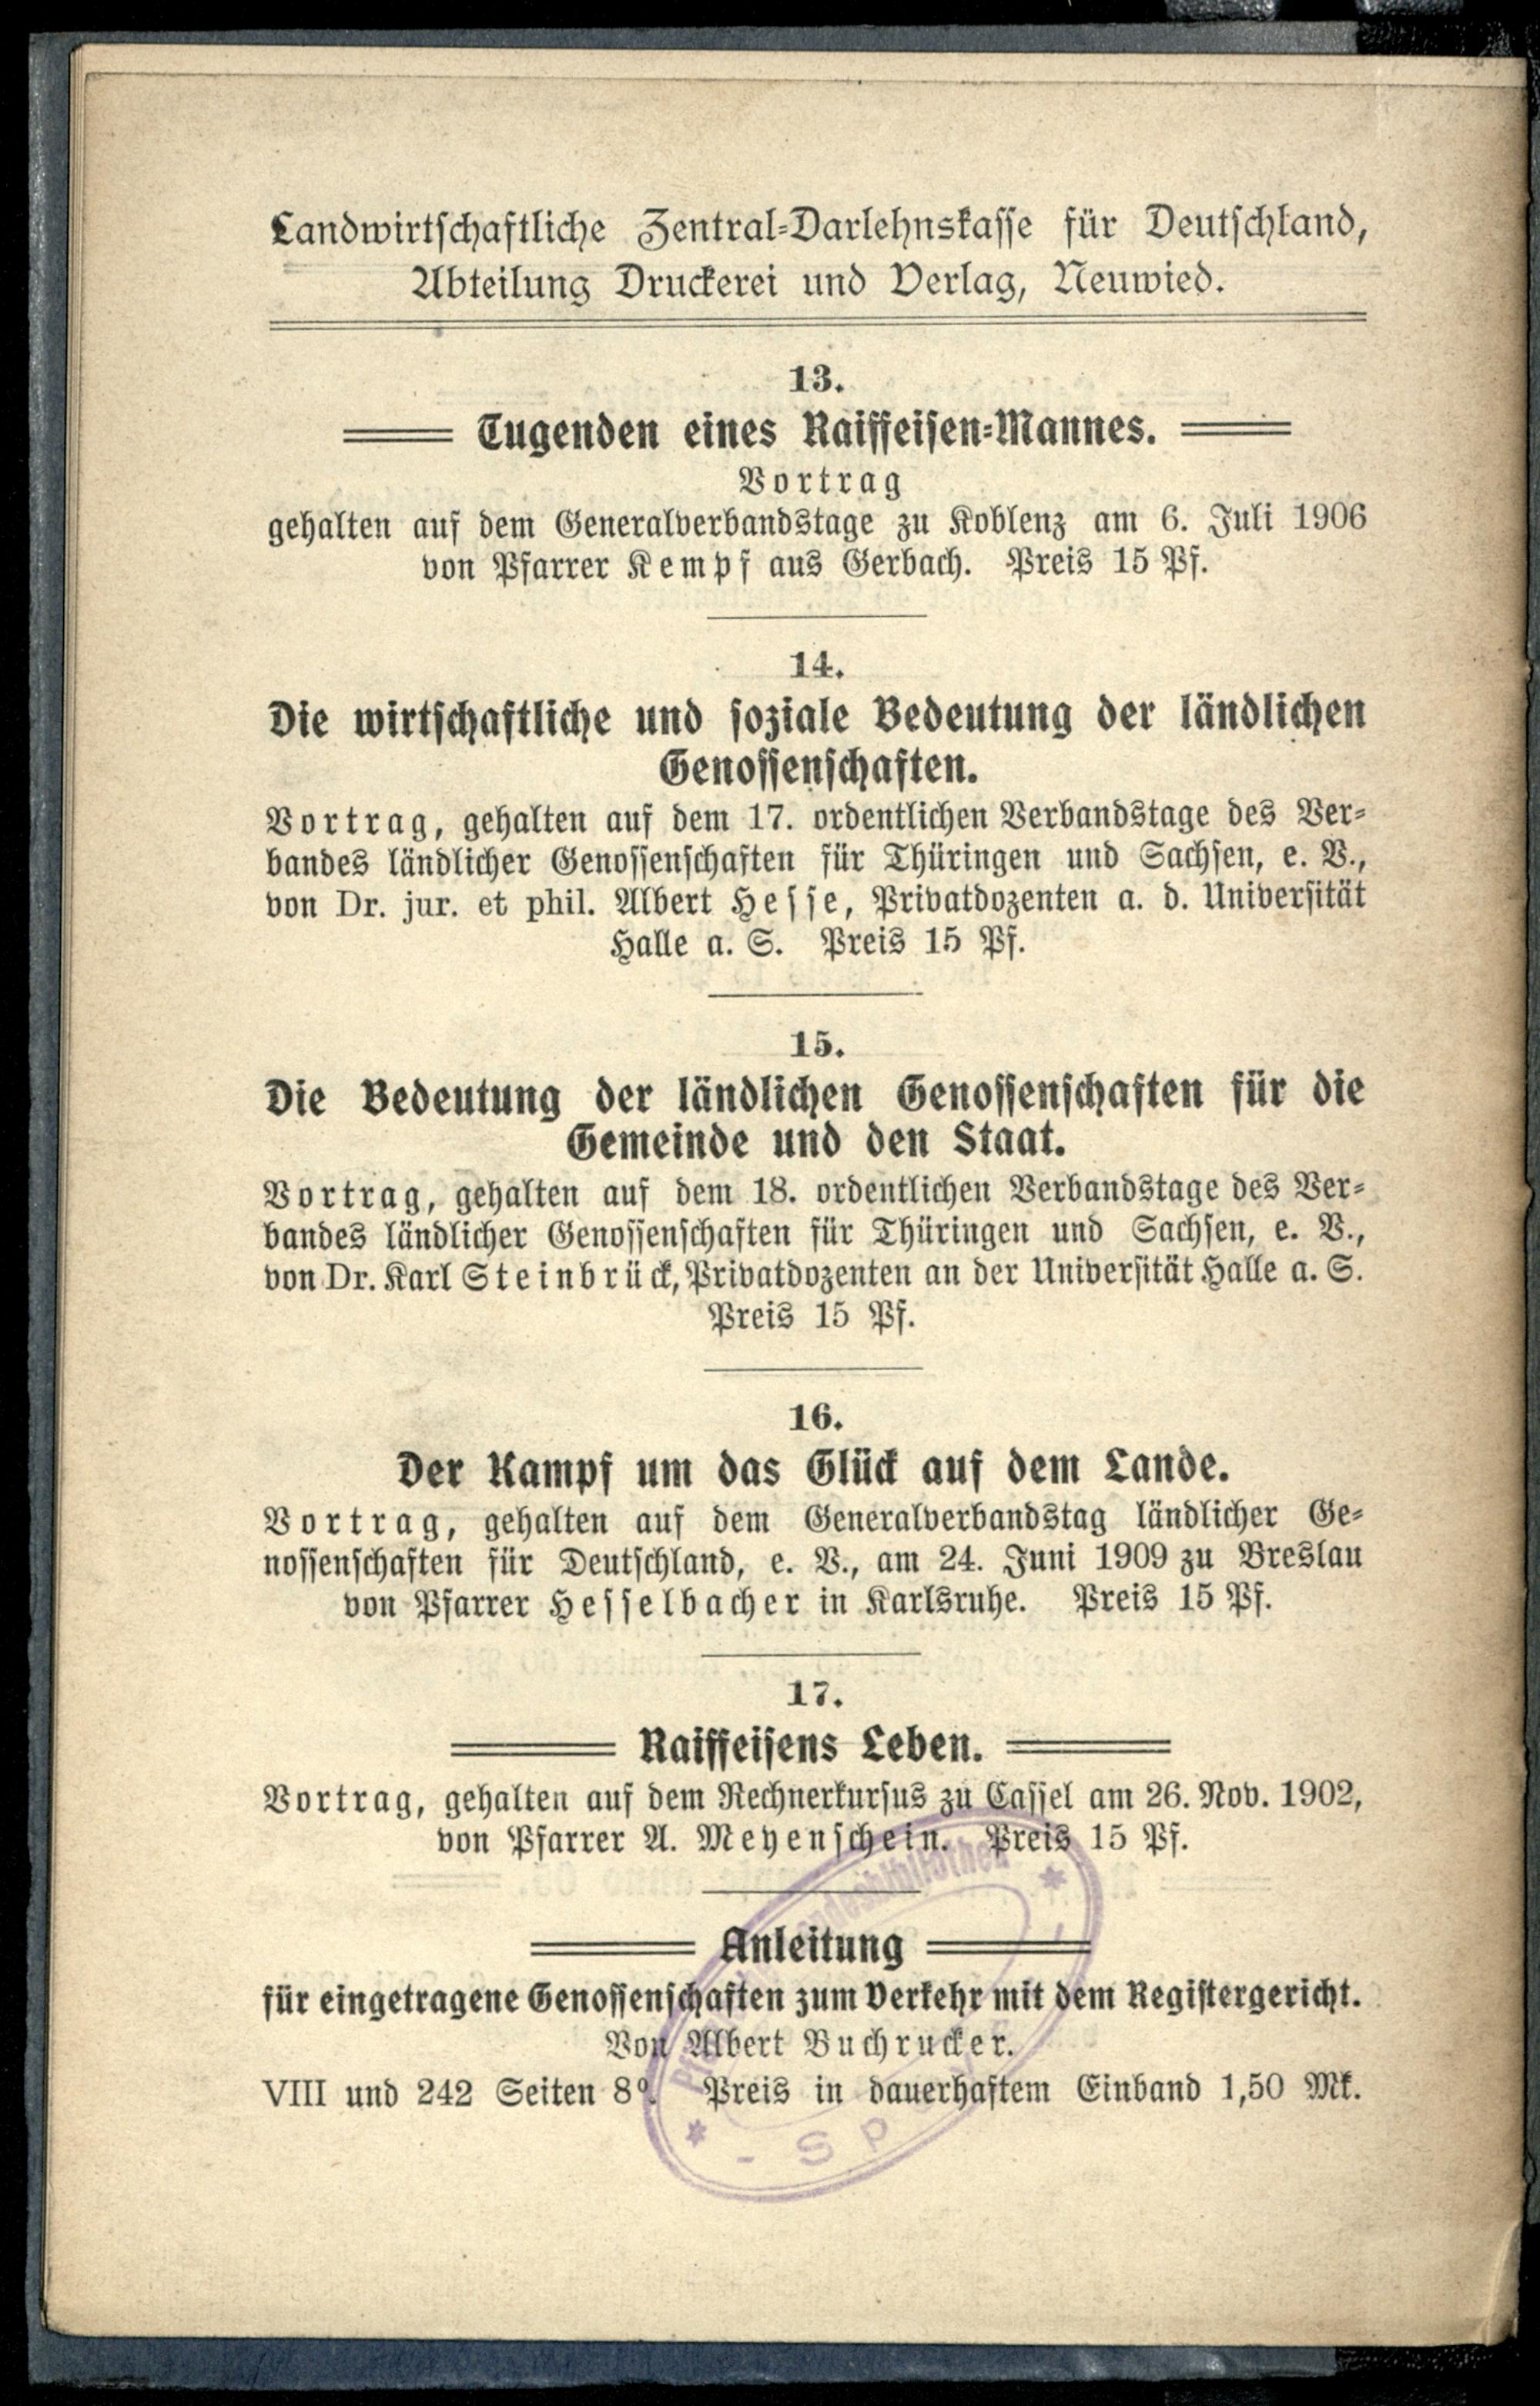 Landwirtschaftliche Zentral-Darlehnskasse für Deutschland,
Abteilung Druckerei und Verlag, Neuwied.
13.
Tugenden eines Raiffeisen-Mannes.
Vortrag
gehalten auf dem Generalverbandstage zu Koblenz am 6. Juli 1906
von Pfarrer Kempf aus Gerbach. Preis 15 Pf.
14.
Die wirtschaftliche und soziale Bedeutung der ländlichen
Genossenschaften.
Vortrag, gehalten auf dem 17. ordentlichen Verbandstage des Ver-
bandes ländlicher Genossenschaften für Thüringen und Sachsen, e. V.,
von Dr. jur. et phil. Albert Hesse, Privatdozenten a. d. Universität
Halle a. S. Preis 15 Pf.
15.
Die Bedeutung der ländlichen Genossenschaften für die
Gemeinde und den Staat.
Vortrag, gehalten auf dem 18. ordentlichen Verbandstage des Ver-
bandes ländlicher Genossenschaften für Thüringen und Sachsen, e. V.,
von Dr. Karl Steinbrück, Privatdozenten an der Universität Halle a. S.
Preis 15 Pf.
16.
Der Kampf um das Glück auf dem Lande.
Vortrag, gehalten auf dem Generalverbandstag ländlicher Ge-
nossenschaften für Deutschland, e. V., am 24. Juni 1909 zu Breslau
von Pfarrer Hesselbacher in Karlsruhe. Preis 15 Pf.
17.
Raiffeisens Leben.
Vortrag, gehalten auf dem Rechnerkursus zu Cassel am 26. Nov. 1902,
von Pfarrer A. Meyenschein. Preis 15 Pf.
Anleitung
für eingetragene Genossenschaften zum Verkehr mit dem Registergericht.
Von Albert Buchrucker.
VIII und 242 Seiten 8º. Preis in dauerhaftem Einband 1,50 Mk.